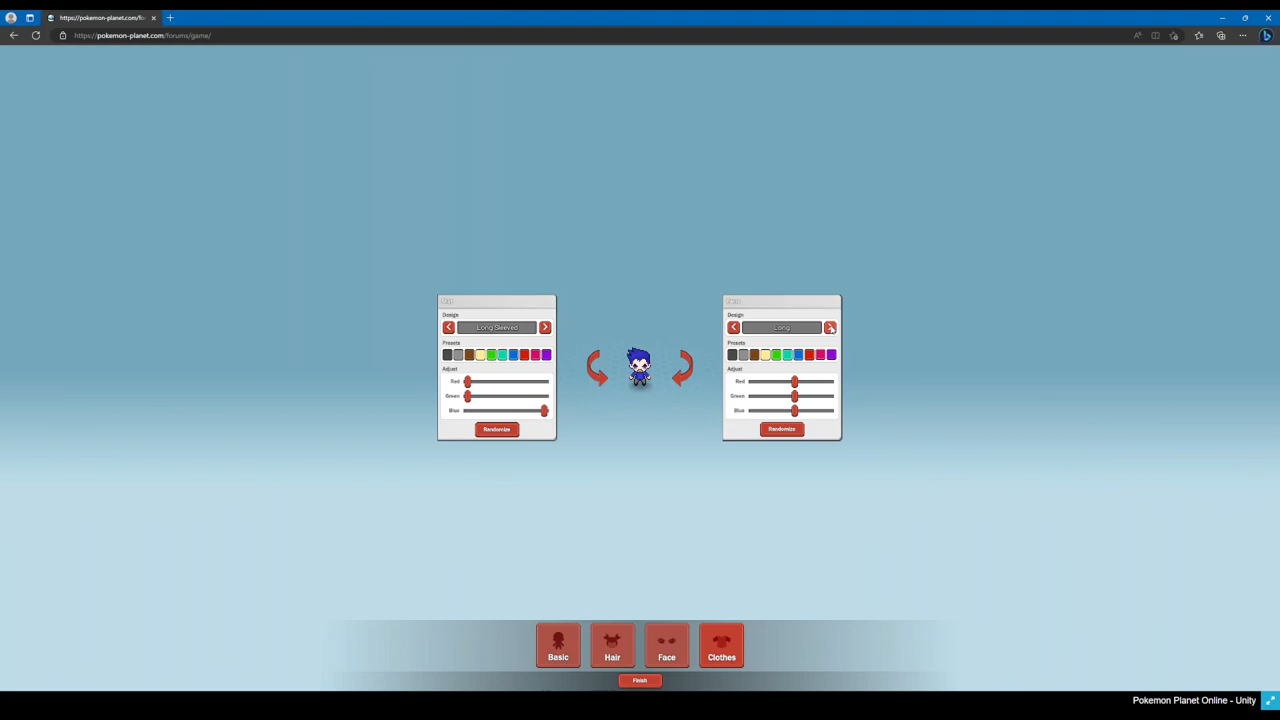 https://pokemon-planet.com/fo
https://pokemon-planet.com/forums/game/
Design
Long Sleeved
Presets
Adjust
Red
Green
Blue
Randomize
Design
Long
Presets
Adjust
Red
Green
Blue
Randomize
Basic
Hair
Face
Clothes
Finish
Pokemon Planet Online - Unity